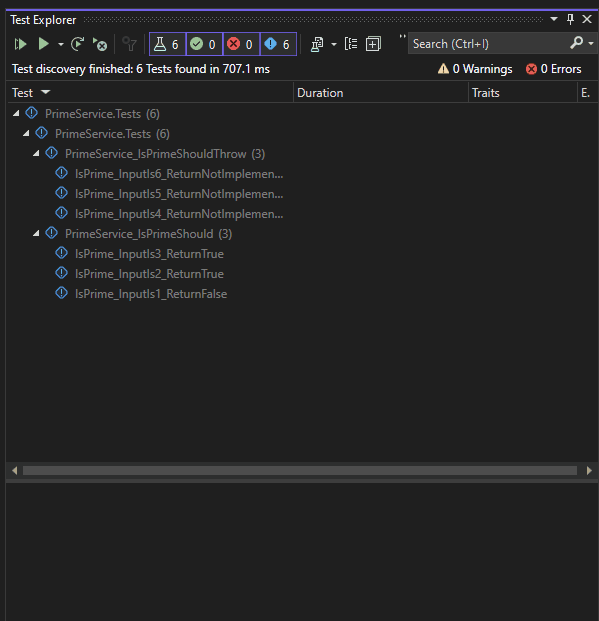 Test Explorer
6 0 0 6 Search (Ctrl+I)
Test discovery finished: 6 Tests found in 707.1 ms 0 Warnings 0 Errors
Test Duration Traits E.
PrimeService.Tests (6)
PrimeService.Tests (6)
PrimeService_IsPrimeShouldThrow (3)
IsPrime_InputIs6_ReturnNotImplemen...
IsPrime_InputIs5_ReturnNotImplemen...
IsPrime_InputIs4_ReturnNotImplemen...
PrimeService_IsPrimeShould (3)
IsPrime_InputIs3_ReturnTrue
IsPrime_InputIs2_ReturnTrue
IsPrime_InputIs1_ReturnFalse